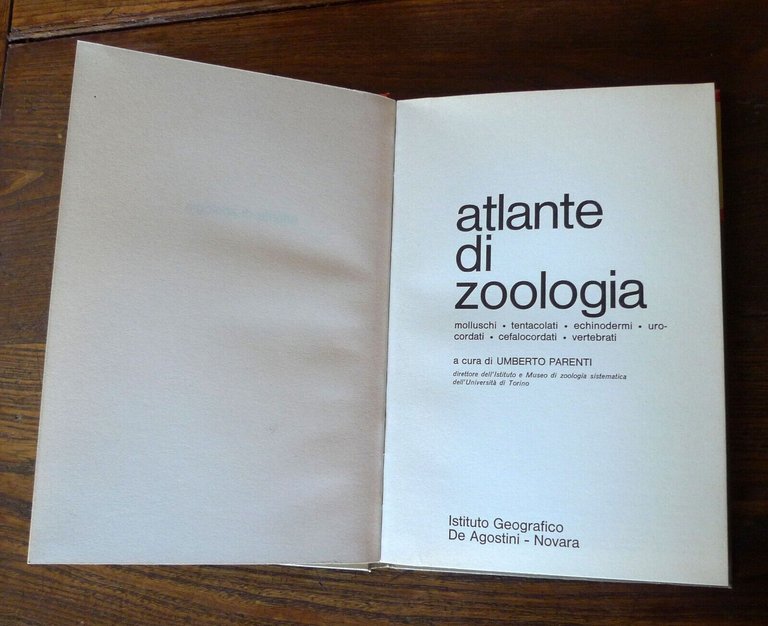 atlante
di
zoologia
molluschi • tentacolati • echinodermi • uro-
cordati • cefalocordati • vertebrati
a cura di UMBERTO PARENTI
direttore dell'Istituto e Museo di zoologia sistematica
dell'Università di Torino
Istituto Geografico
De Agostini - Novara